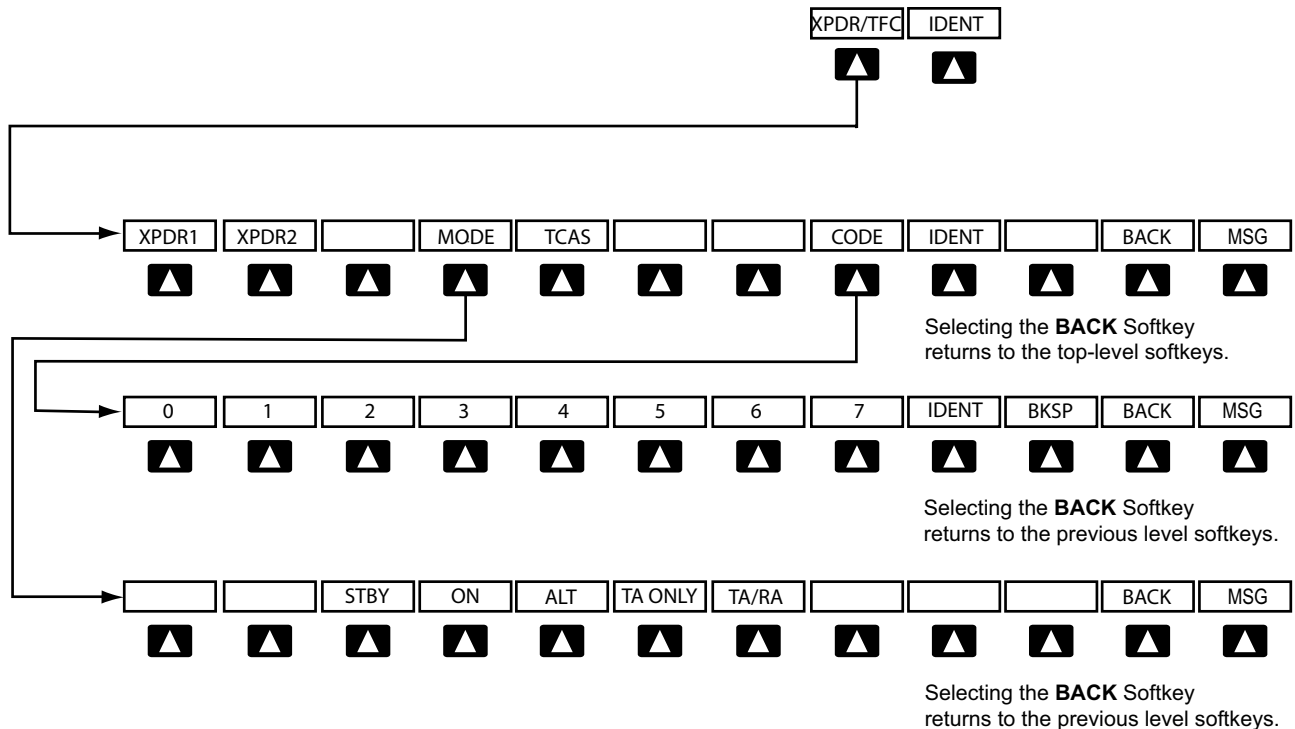 XPDR/TFC IDENT
XPDR1 XPDR2 MODE TCAS CODE IDENT BACK MSG
Selecting the BACK Softkey
returns to the top-level softkeys.
0 1 2 3 4 5 6 7 IDENT BKSP BACK MSG
Selecting the BACK Softkey
returns to the previous level softkeys.
STBY ON ALT TA ONLY TA/RA BACK MSG
Selecting the BACK Softkey
returns to the previous level softkeys.